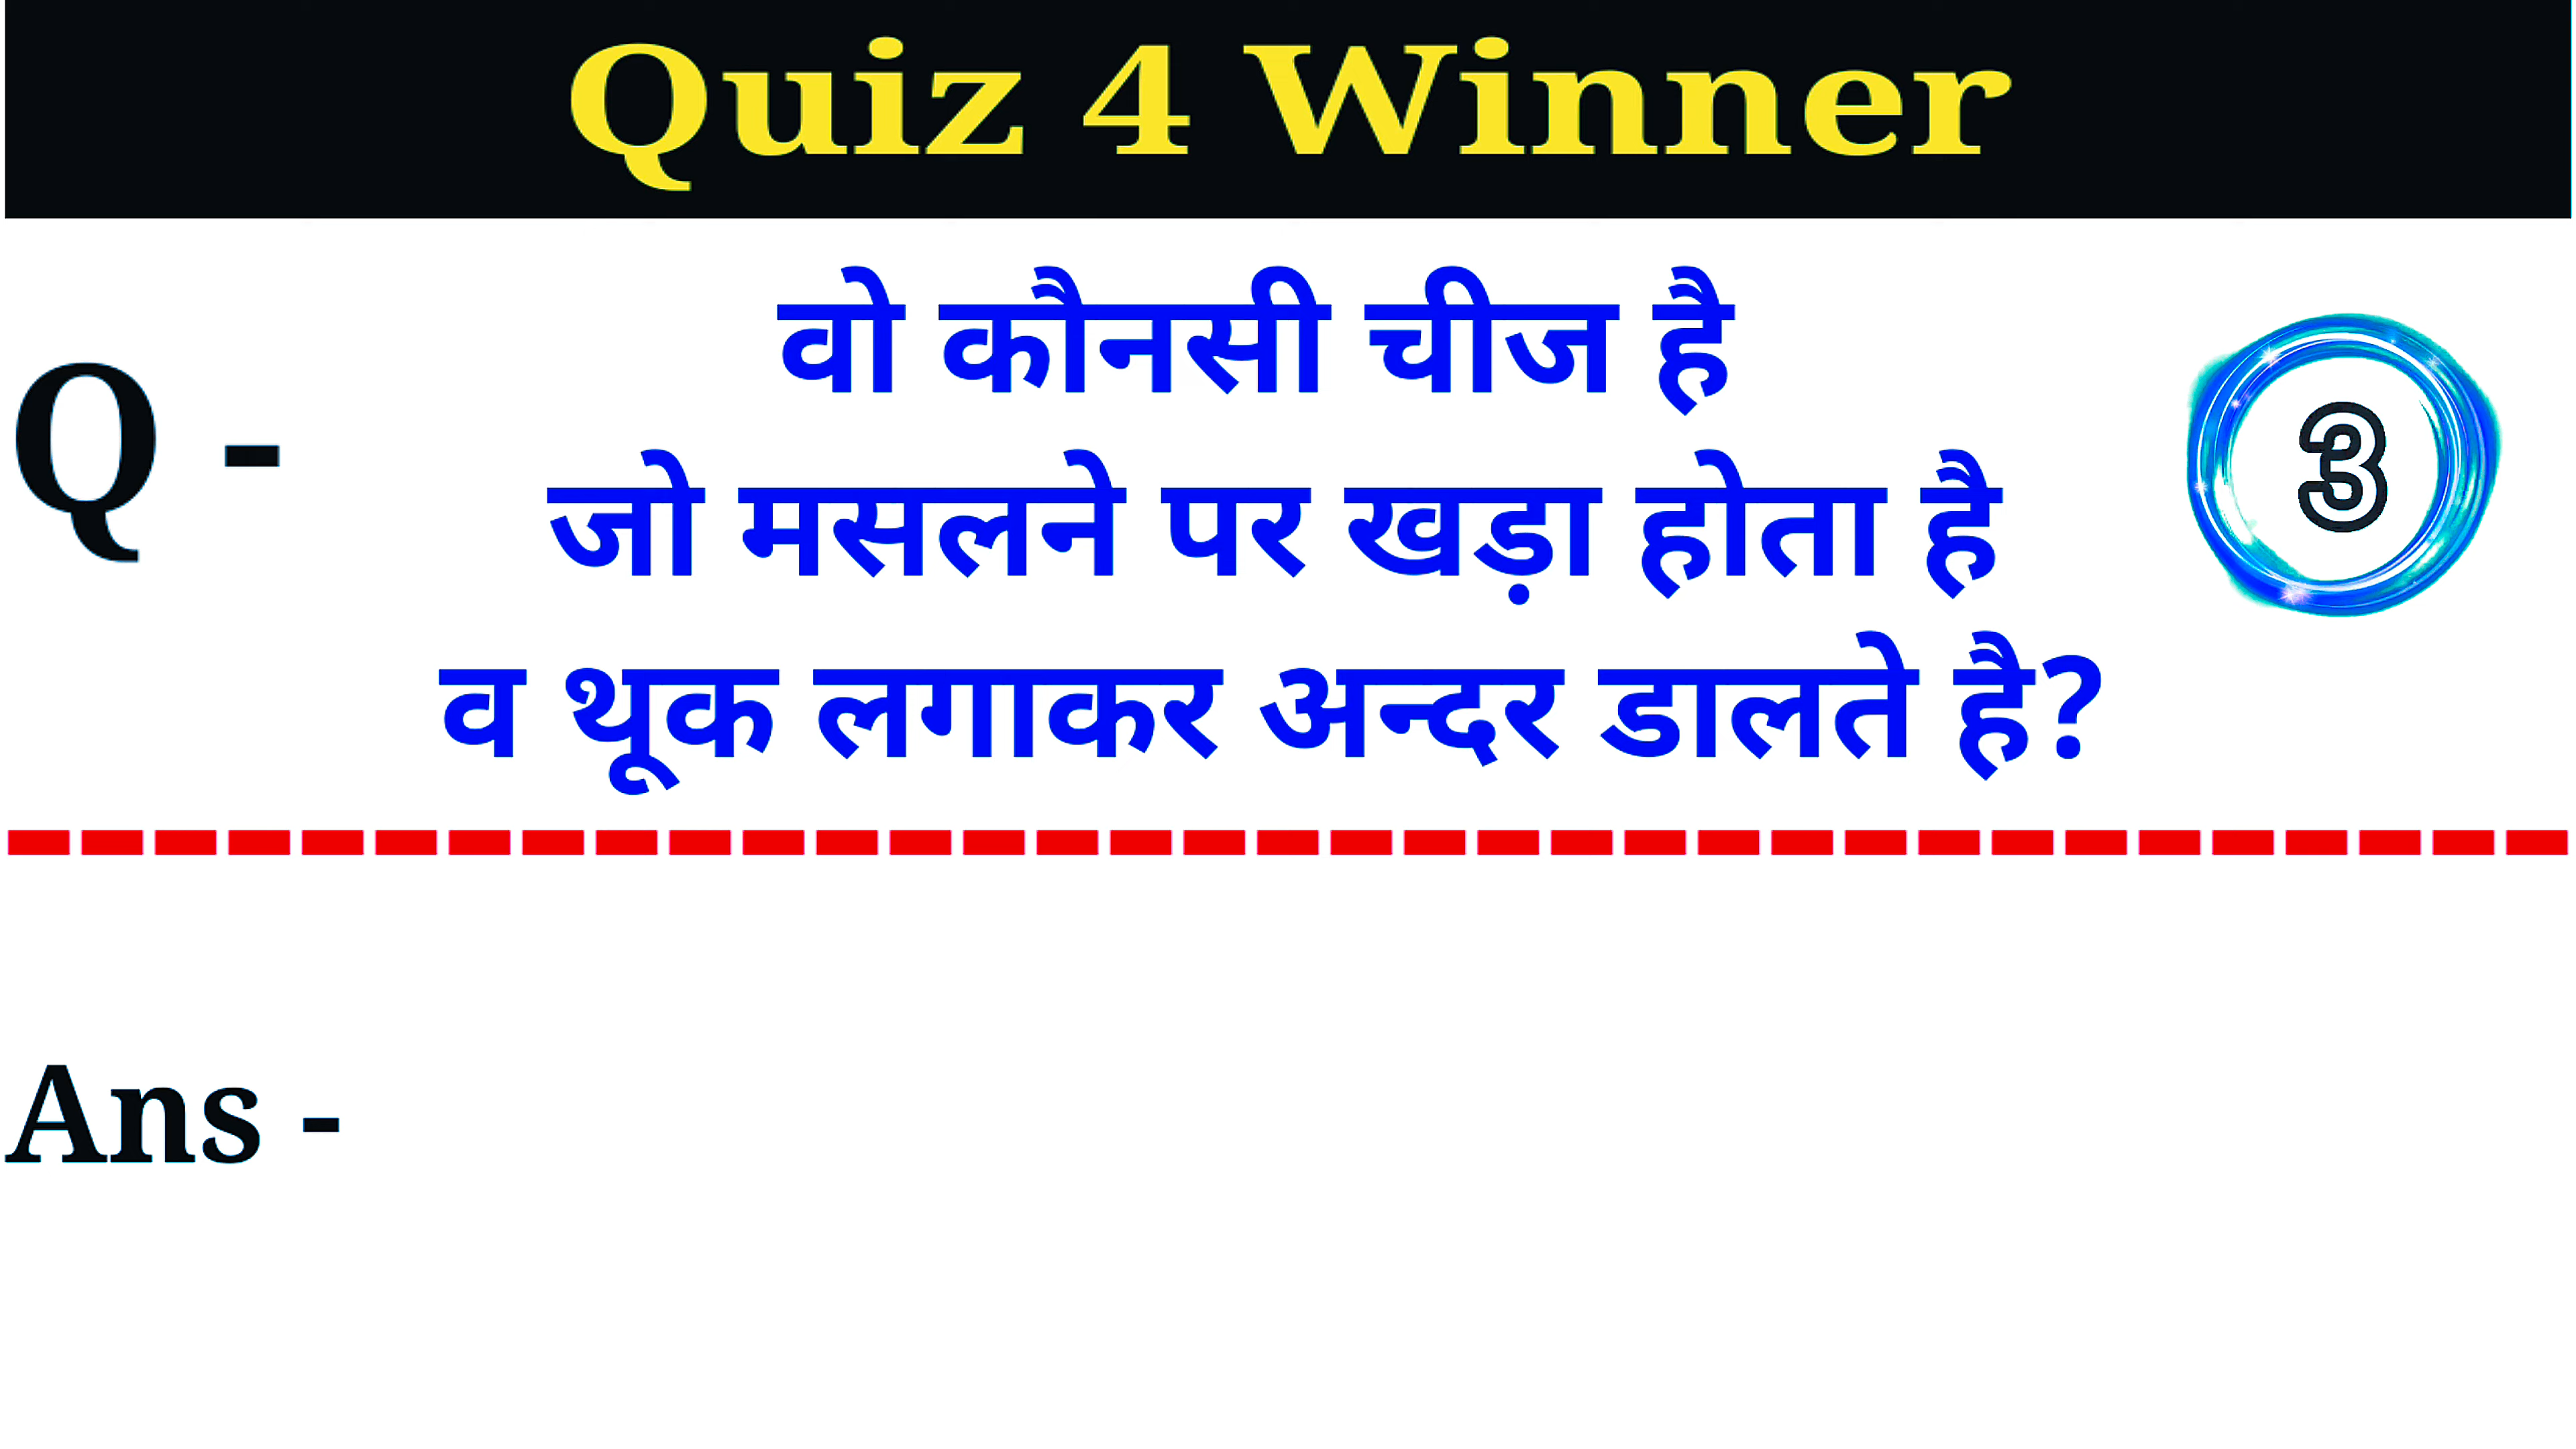 Quiz 4 Winner
वो कौनसी चीज है
Q - जो मसलने पर खड़ा होता है
3
व थूक लगाकर अन्दर डालते है?
Ans -